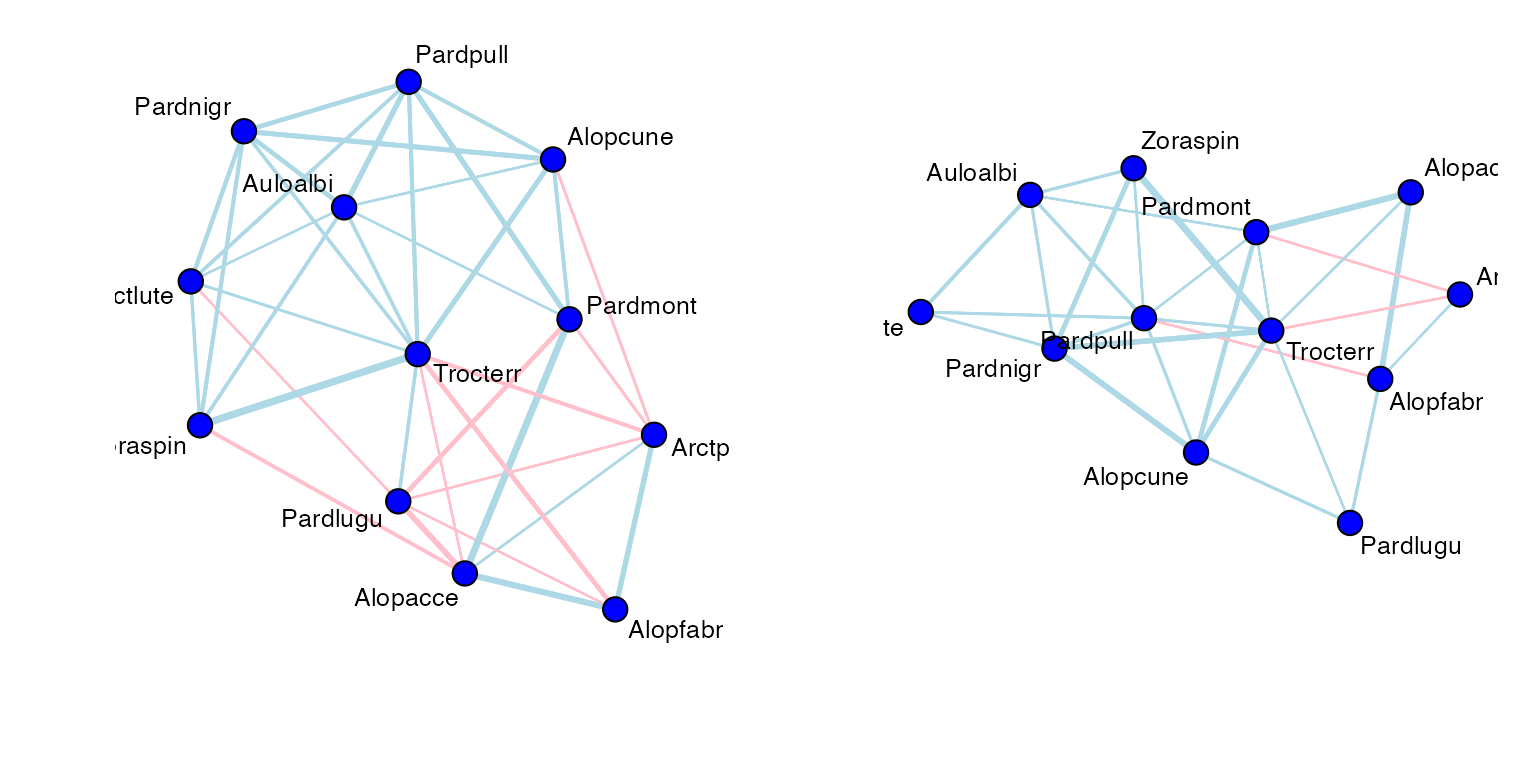 Pardpull
Pardnigr
Alopcune
Auloalbi
ctlute
Pardmont
Trocterr
raspin
Arctp
Pardlugu
Alopacce
Alopfabr
Zoraspin
Auloalbi
Alopac
Pardmont
Ar
te
Pardpull
Trocterr
Pardnigr
Alopfabr
Alopcune
Pardlugu